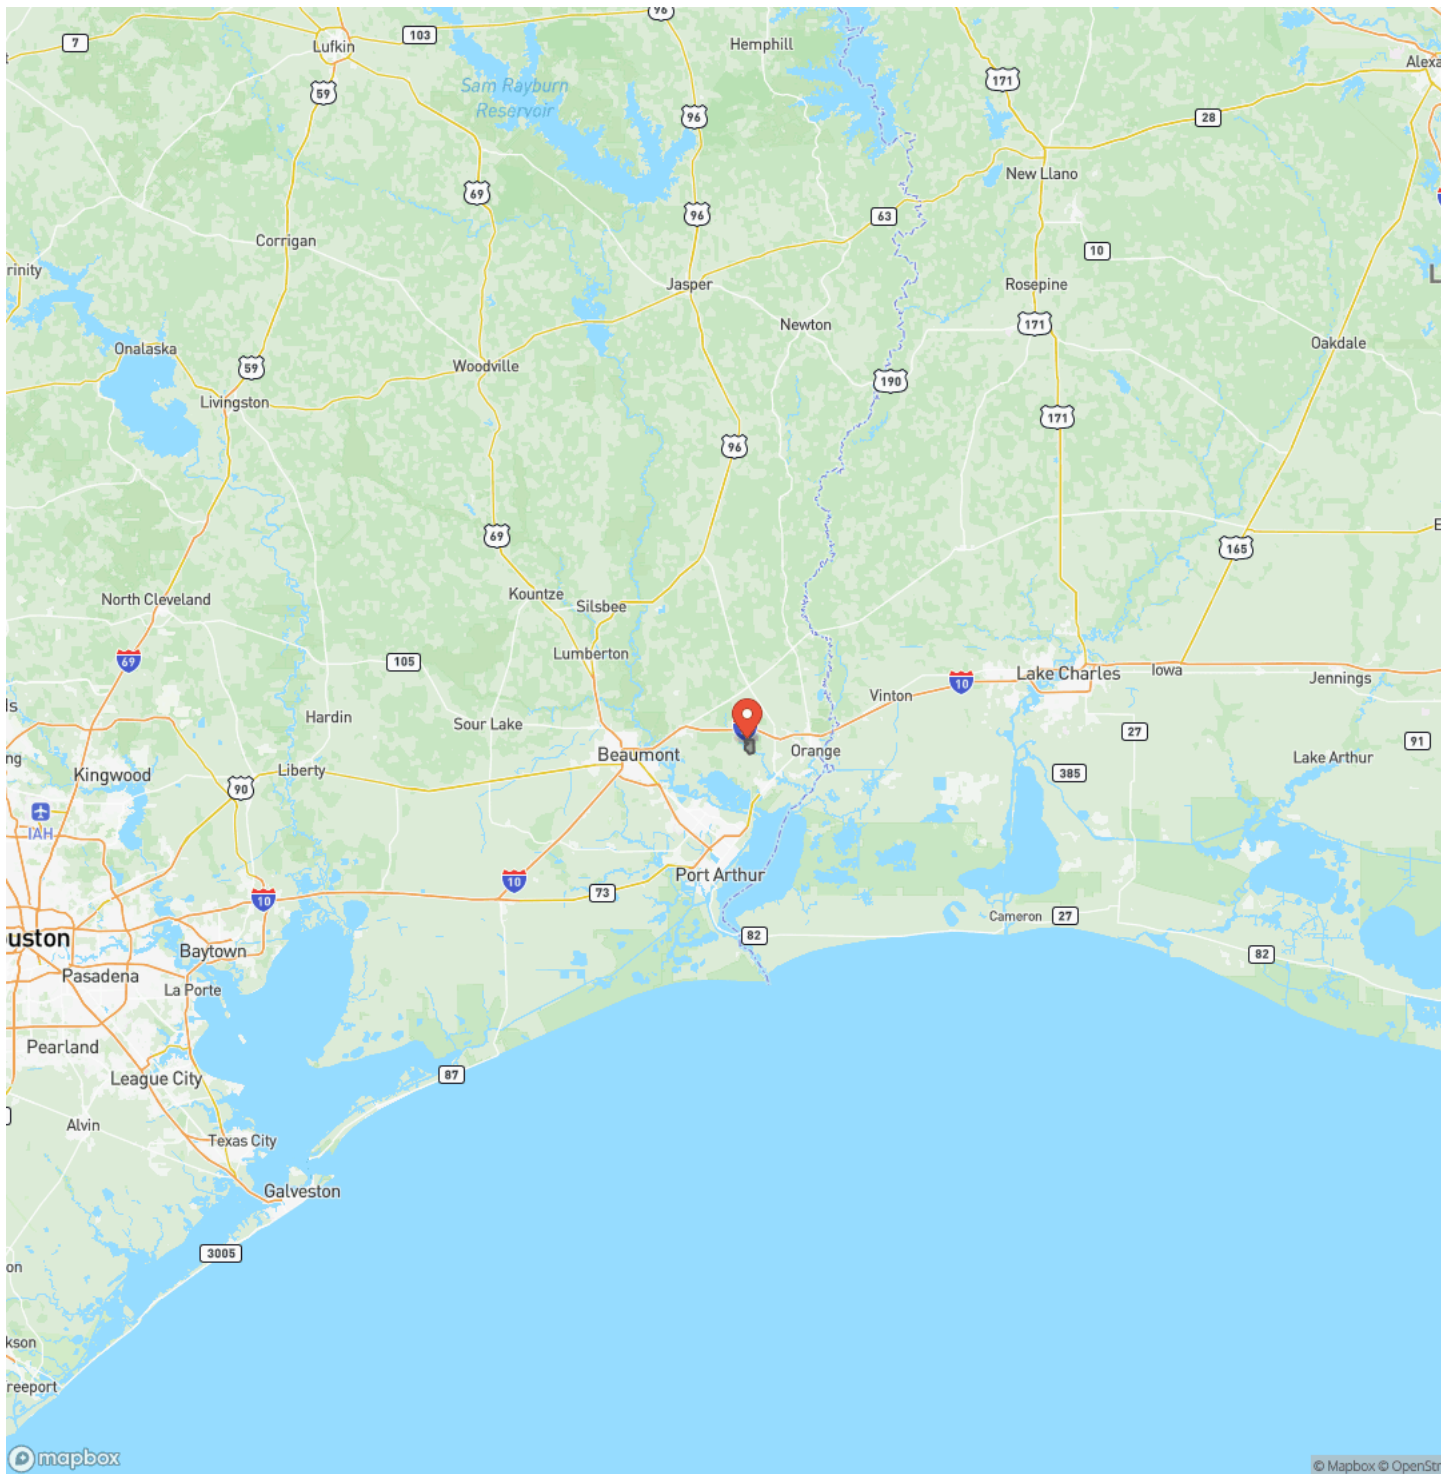 96
7
103
Lufkin
Hemphill
Alexa
59
Sam Rayburn
Reservoir
171
96
28
69
New Llano
96
63
Corrigan
10
rinity
Jasper
Rosepine
L
Newton
171
Onalaska
Oakdale
59
Woodville
190
Livingston
171
96
69
E
165
Kountze
North Cleveland
Silsbee
69
105
Lumberton
Lake Charles
Iowa
10
Jennings
Vinton
ds
Hardin
Sour Lake
27
Beaumont
Orange
91
ng
Lake Arthur
Kingwood
Liberty
385
90
IAH
Port Arthur
10
73
10
Cameron
27
uston
82
Baytown
82
Pasadena
La Porte
Pearland
87
League City
Alvin
Texas City
Galveston
3005
on
kson
reeport
mapbox
© Mapbox © OpenStr